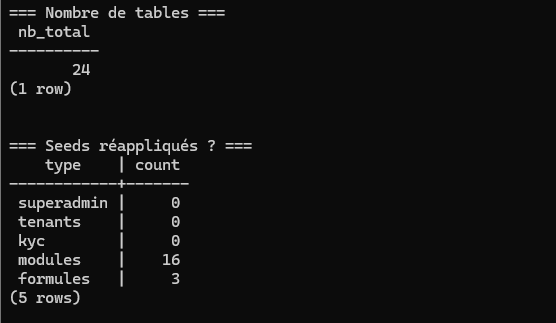 === Nombre de tables ===
 nb_total
----------
       24
(1 row)
=== Seeds réappliqués ? ===
    type    | count
------------+-------
 superadmin |     0
 tenants    |     0
 kyc        |     0
 modules    |    16
 formules   |     3
(5 rows)